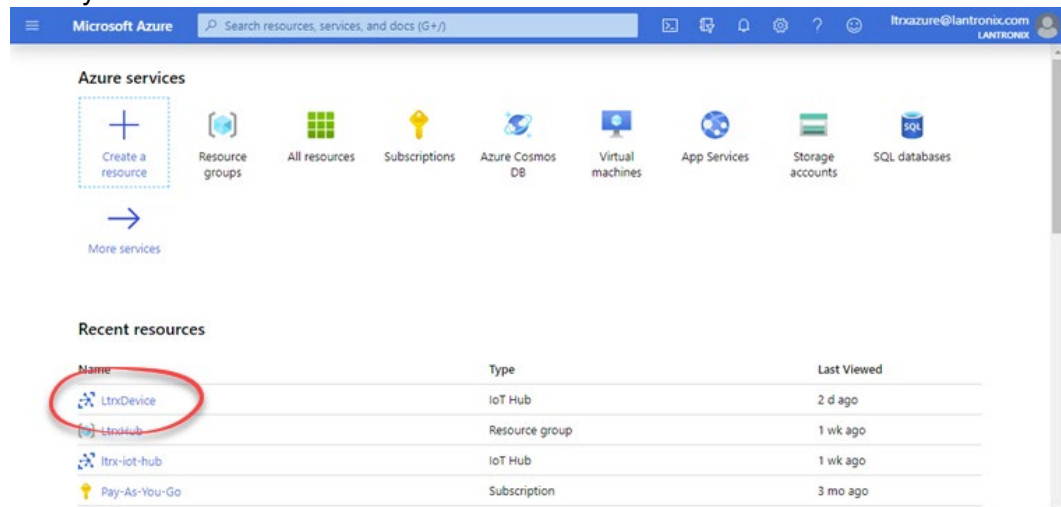 Microsoft Azure
Search resources, services, and docs (G+/)
ltrxazure@lantronix.com
LANTRONIX
Azure services
Create a resource
Resource groups
All resources
Subscriptions
Azure Cosmos DB
Virtual machines
App Services
Storage accounts
SQL
SQL databases
More services
Recent resources
Name Type Last Viewed
LtrxDevice IoT Hub 2 d ago
LtrxHub Resource group 1 wk ago
ltrx-iot-hub IoT Hub 1 wk ago
Pay-As-You-Go Subscription 3 mo ago